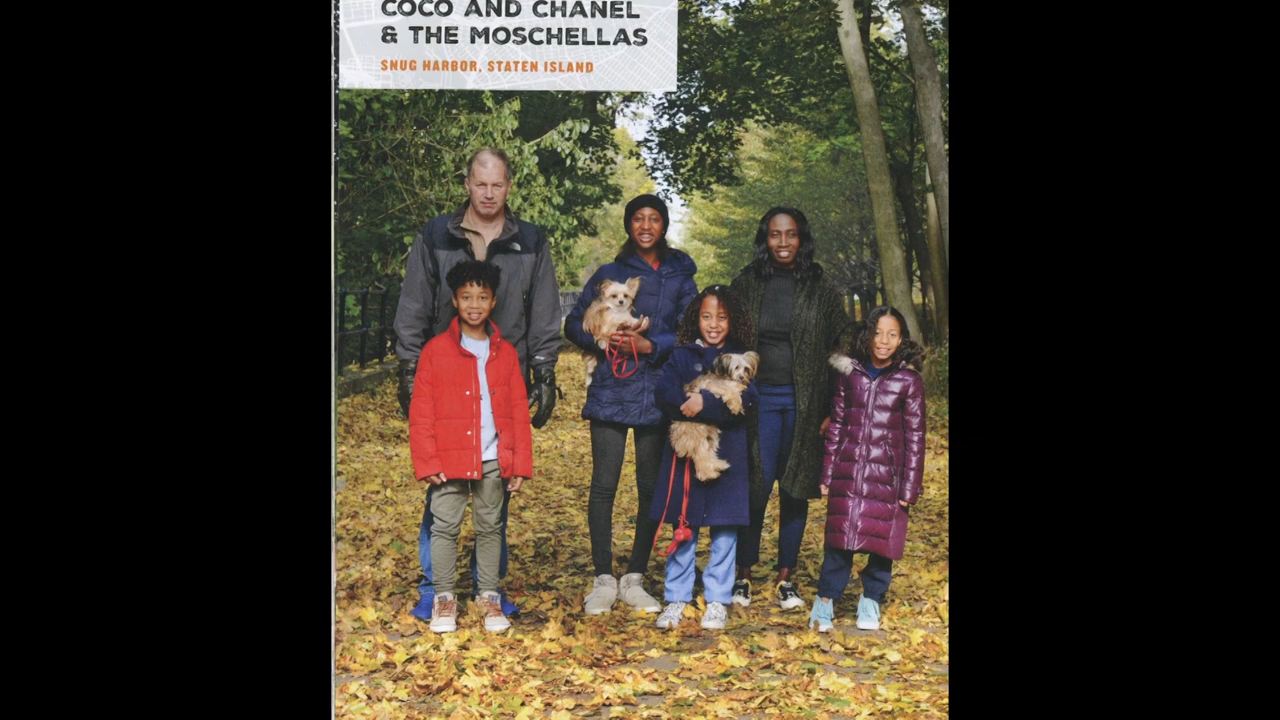 COCO AND CHANEL
& THE MOSCHELLAS
SNUG HARBOR, STATEN ISLAND